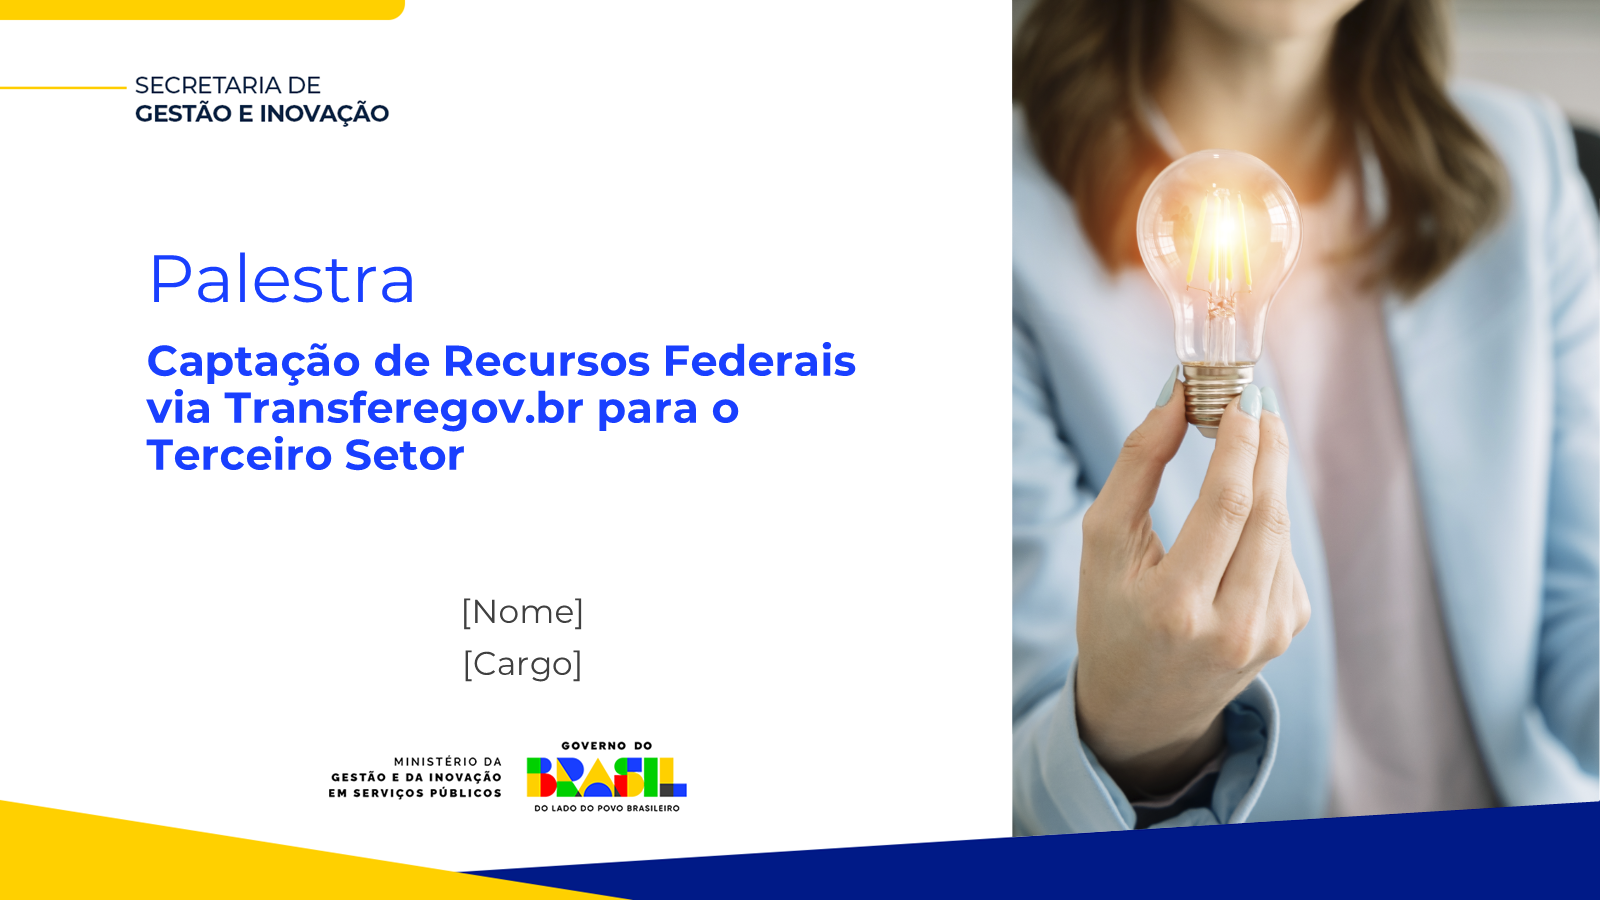 SECRETARIA DE
GESTÃO E INOVAÇÃO
Palestra
Captação de Recursos Federais
via Transferegov.br para o
Terceiro Setor
[Nome]
[Cargo]
MINISTÉRIO DA
GESTÃO E DA INOVAÇÃO
EM SERVIÇOS PÚBLICOS
GOVERNO DO
BRASIL
DO LADO DO POVO BRASILEIRO